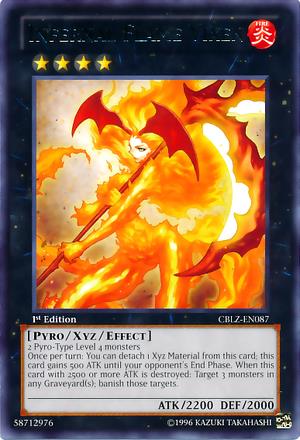 INFERNAL FLAME VIXEN
FIRE
炎
1st Edition
CBLZ-EN087
[PYRO/XYZ/EFFECT]
2 Pyro-Type Level 4 monsters
Once per turn: You can detach 1 Xyz Material from this card; this
card gains 500 ATK until your opponent's End Phase. When this card
with 2500 or more ATK is destroyed: Target 3 monsters in
any Graveyard(s); banish those targets.
ATK/2200 DEF/2200
58712976
©1996 KAZUKI TAKAHASHI